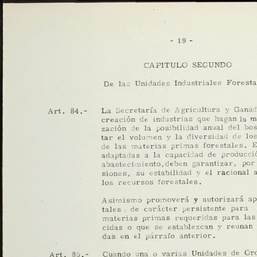 - 19 -
CAPITULO SEGUNDO
De las Unidades Industriales Foresta
Art. 84.- La Secretaría de Agricultura y Ganad
creación de industrias que hagan la m
zación de la posibilidad anual del bos
tar el volumen y la diversidad de los
de las materias primas forestales. E
adaptadas a la capacidad de producció
abastecimiento, deben garantizar, por
siones, su estabilidad y el racional a
los recursos forestales.
Asimismo promoverá y autorizará ap
tales. de carácter persistente para
materias primas requeridas para las
cidas o que se establezcan y reunan
das en el párrafo anterior.
Art. 85.- Cuando una o varias Unidades de Or